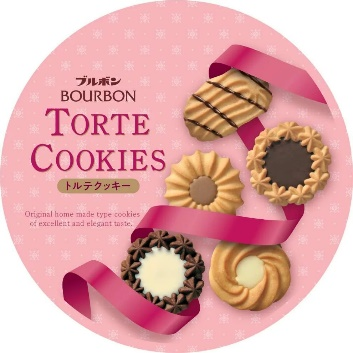 ブルボン
BOURBON
TORTE
COOKIES
トルテクッキー
Original home made type cookies
of excellent and elegant taste.